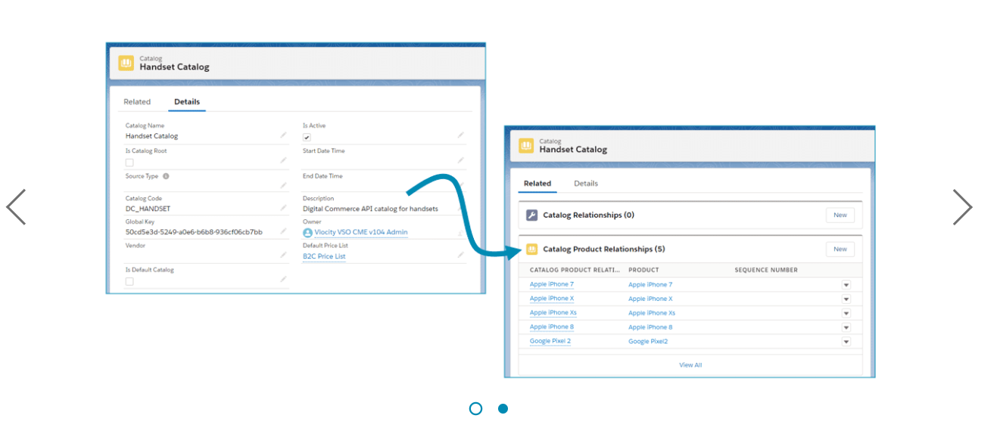 Catalog
Handset Catalog
Related Details
Catalog Name
Handset Catalog
Is Active
Is Catalog Root
Start Date Time
Source Type
End Date Time
Catalog Code
DC_HANDSET
Description
Digital Commerce API catalog for handsets
Global Key
50cd5e3d-5249-a0e6-b6b8-936cf06cb7bb
Owner
Vlocity VSO CME v104 Admin
Vendor
Default Price List
B2C Price List
Is Default Catalog
Catalog
Handset Catalog
Related Details
Catalog Relationships (0) New
Catalog Product Relationships (5) New
CATALOG PRODUCT RELATI... PRODUCT SEQUENCE NUMBER
Apple iPhone 7 Apple iPhone 7
Apple iPhone X Apple iPhone X
Apple iPhone Xs Apple iPhone Xs
Apple iPhone 8 Apple iPhone 8
Google Pixel 2 Google Pixel2
View All